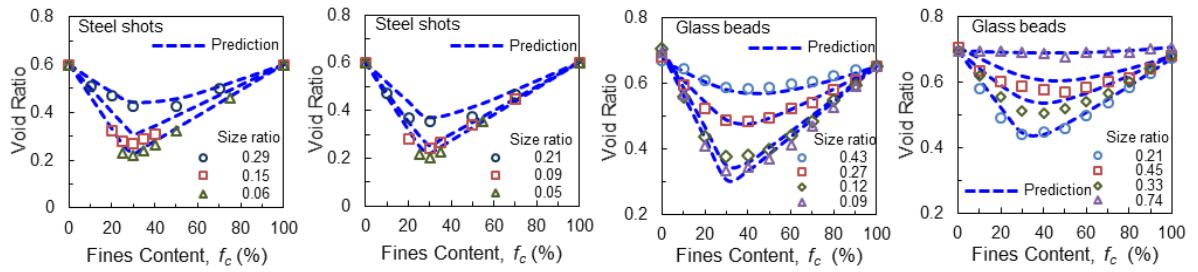 Steel shots
Prediction
Void Ratio
0.8
0.6
0.4
0.2
0
0 20 40 60 80 100
Size ratio
0.29
0.15
0.06
Fines Content, f_c (%)
Steel shots
Prediction
Void Ratio
0.8
0.6
0.4
0.2
0
0 20 40 60 80 100
Size ratio
0.21
0.09
0.05
Fines Content, f_c (%)
Glass beads
Prediction
Void Ratio
0.8
0.6
0.4
0.2
0 20 40 60 80 100
Size ratio
0.43
0.27
0.12
0.09
Fines Content, f_c (%)
Glass beads
Void Ratio
0.8
0.6
0.4
0.2
0 20 40 60 80 100
Size ratio
0.21
0.45
0.33
0.74
Prediction
Fines Content, f_c (%)